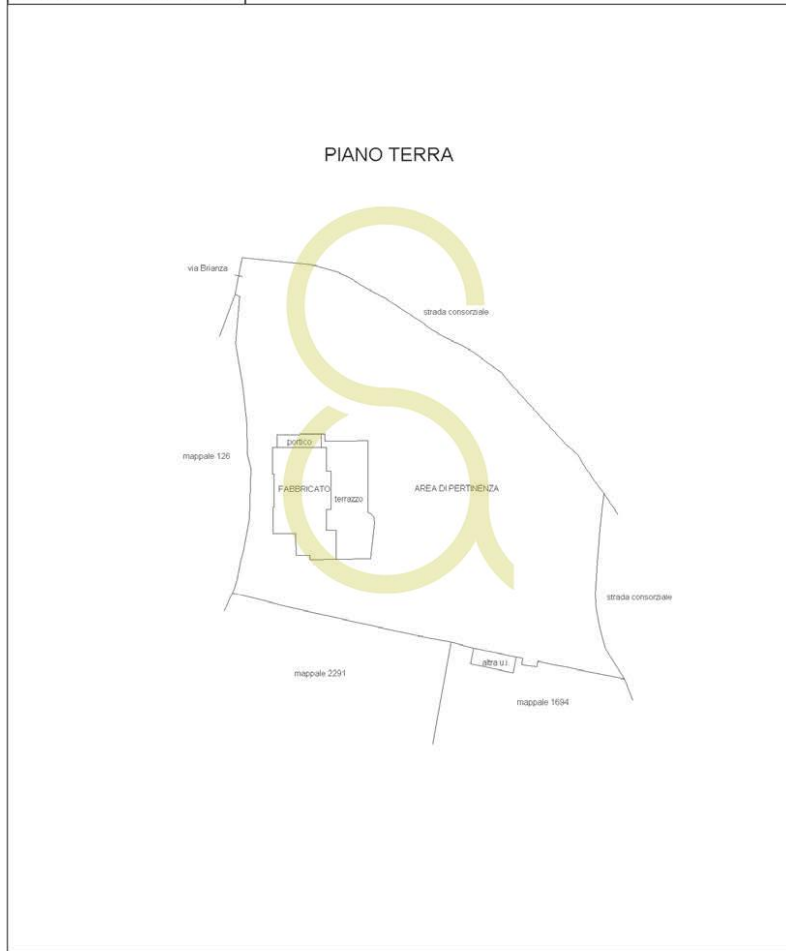 PIANO TERRA
via Brianza
strada consorziale
portico
mappale 126
FABBRICATO
terrazzo
AREA DI PERTINENZA
strada consorziale
altra u.i.
mappale 2291
mappale 1694